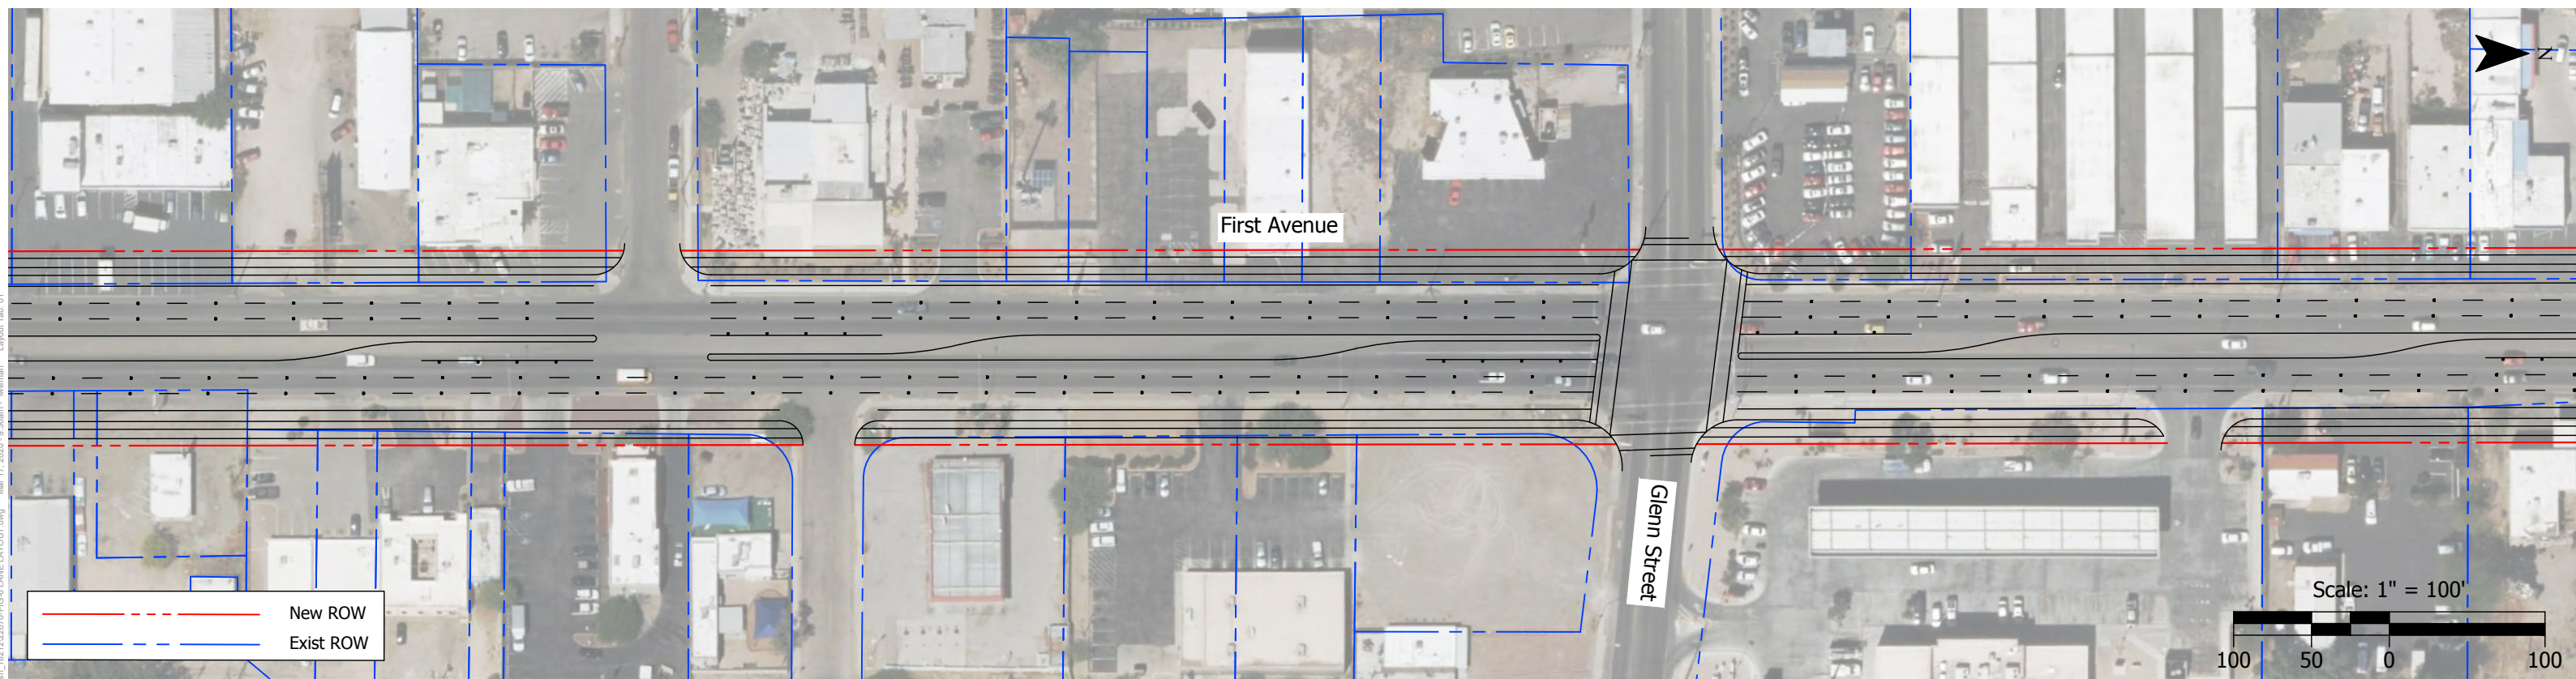 N
First Avenue
Glenn Street
New ROW
Exist ROW
Scale: 1" = 100'
100 50 0 100